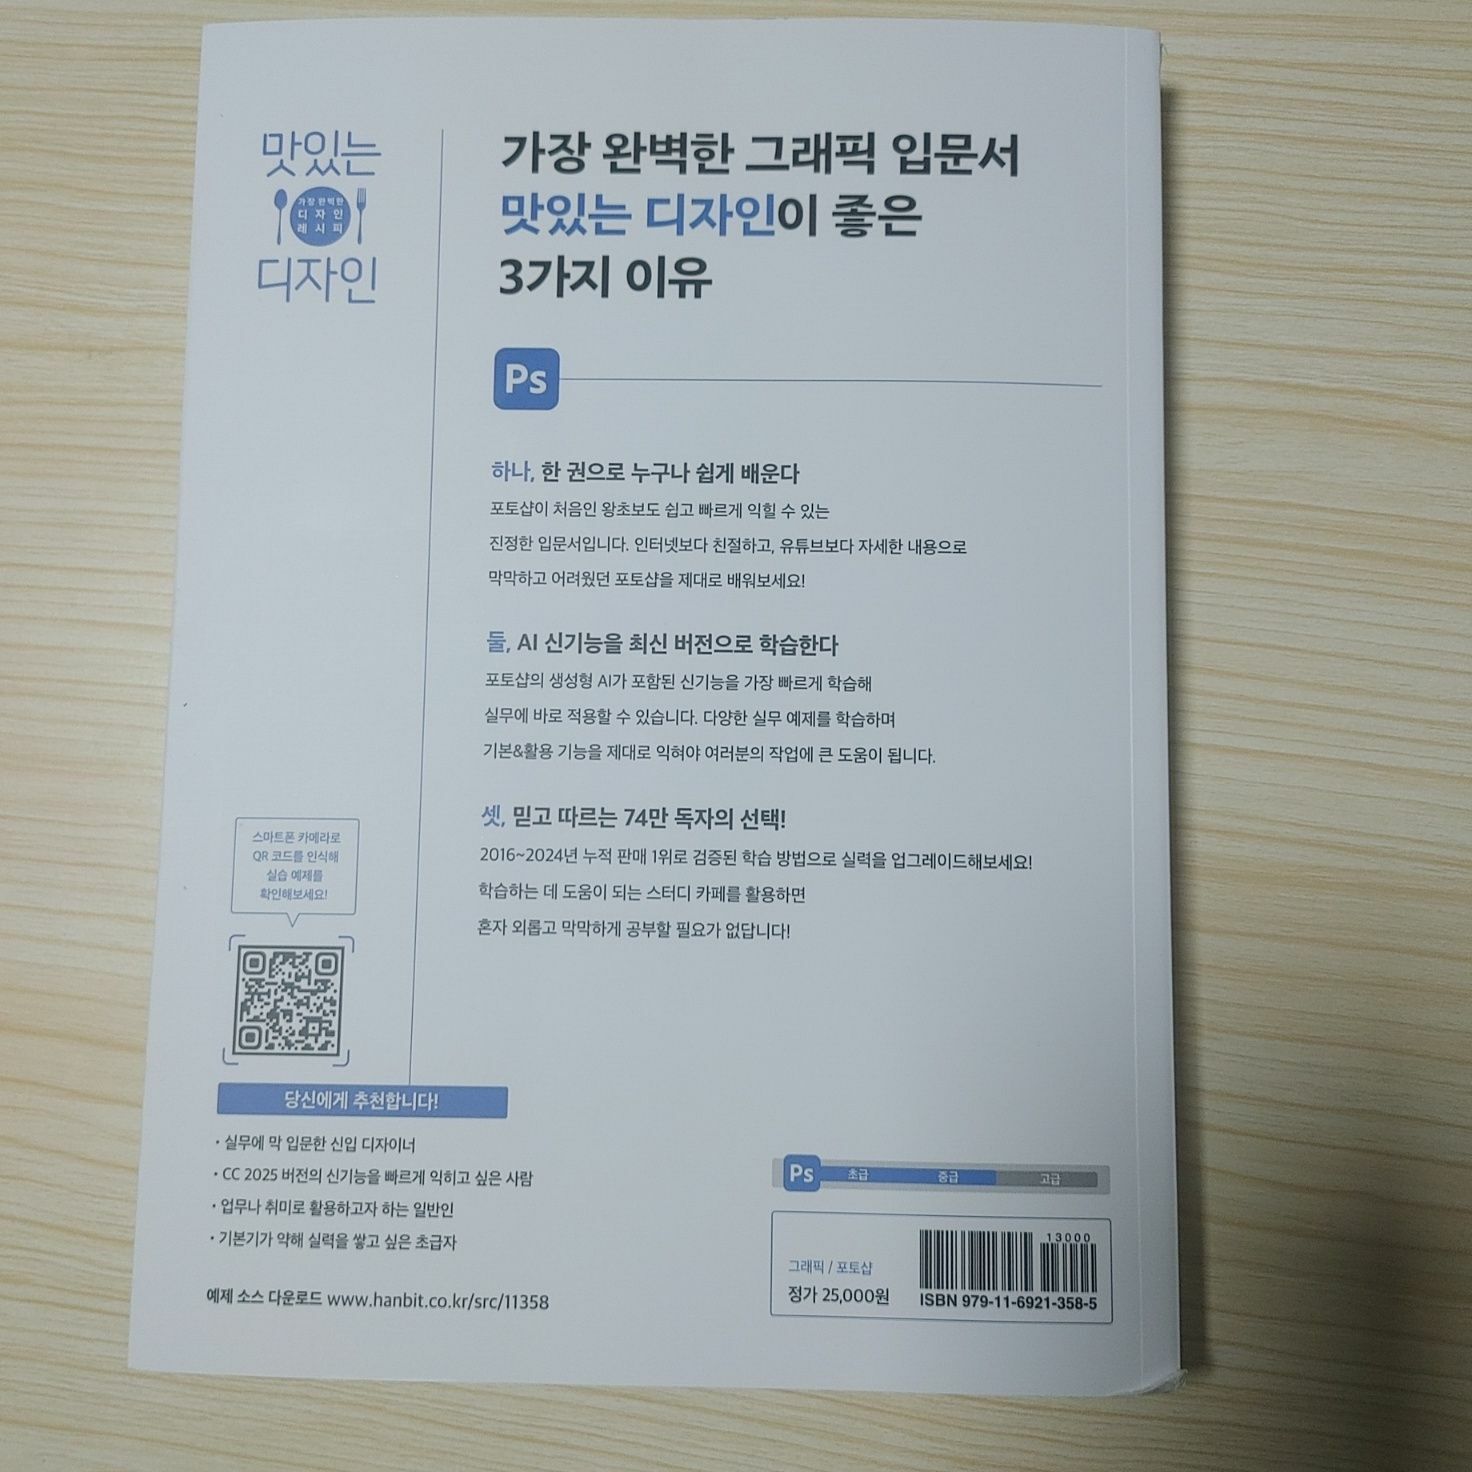 맛있는
가장 완벽한
디자인
레시피
디자인
가장 완벽한 그래픽 입문서
맛있는 디자인이 좋은
3가지 이유
Ps
하나, 한 권으로 누구나 쉽게 배운다
포토샵이 처음인 왕초보도 쉽고 빠르게 익힐 수 있는
진정한 입문서입니다. 인터넷보다 친절하고, 유튜브보다 자세한 내용으로
막막하고 어려웠던 포토샵을 제대로 배워보세요!
둘, AI 신기능을 최신 버전으로 학습한다
포토샵의 생성형 AI가 포함된 신기능을 가장 빠르게 학습해
실무에 바로 적용할 수 있습니다. 다양한 실무 예제를 학습하며
기본&활용 기능을 제대로 익혀야 여러분의 작업에 큰 도움이 됩니다.
셋, 믿고 따르는 74만 독자의 선택!
2016~2024년 누적 판매 1위로 검증된 학습 방법으로 실력을 업그레이드해보세요!
학습하는 데 도움이 되는 스터디 카페를 활용하면
혼자 외롭고 막막하게 공부할 필요가 없답니다!
스마트폰 카메라로
QR 코드를 인식해
실습 예제를
확인해보세요!
당신에게 추천합니다!
• 실무에 막 입문한 신입 디자이너
• CC 2025 버전의 신기능을 빠르게 익히고 싶은 사람
• 업무나 취미로 활용하고자 하는 일반인
• 기본기가 약해 실력을 쌓고 싶은 초급자
예제 소스 다운로드 www.hanbit.co.kr/src/11358
Ps 초급 중급 고급
그래픽 / 포토샵
정가 25,000원
13000
ISBN 979-11-6921-358-5